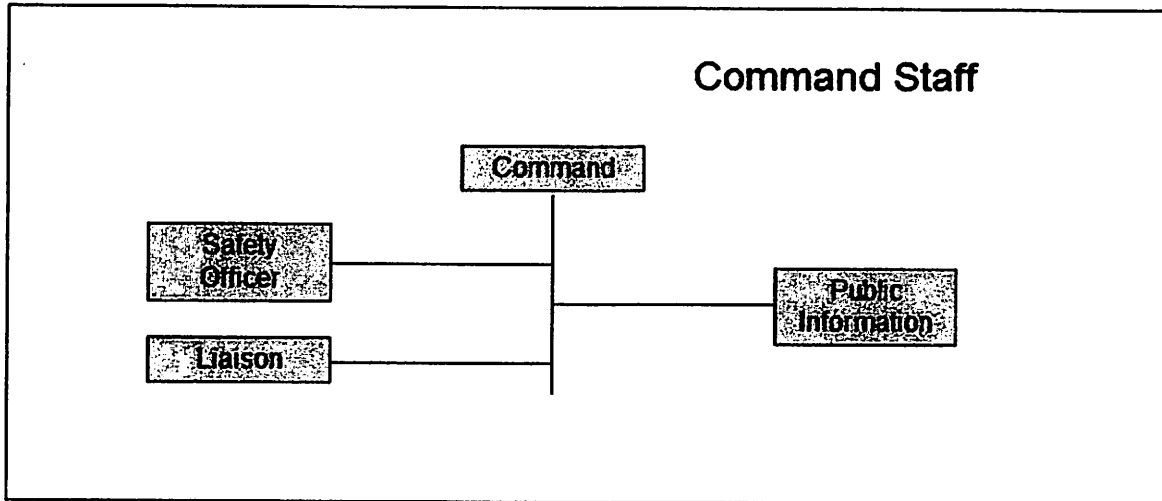 Command Staff
Command
Safety
Officer
Public
Information
Liaison